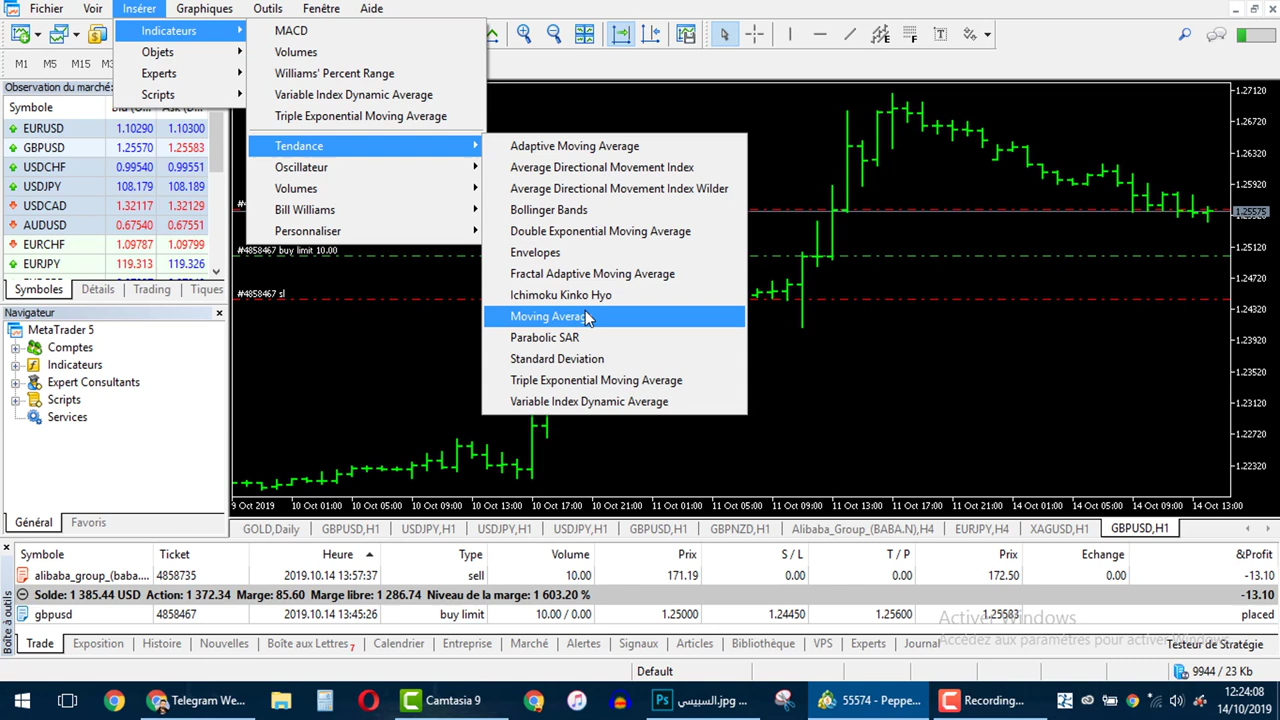 Fichier Voir Insérer Graphiques Outils Fenêtre Aide
Indicateurs
Objets
Experts
Scripts
MACD
Volumes
Williams' Percent Range
Variable Index Dynamic Average
Triple Exponential Moving Average
Tendance
Oscillateur
Volumes
Bill Williams
Personnaliser
Adaptive Moving Average
Average Directional Movement Index
Average Directional Movement Index Wilder
Bollinger Bands
Double Exponential Moving Average
Envelopes
Fractal Adaptive Moving Average
Ichimoku Kinko Hyo
Moving Average
Parabolic SAR
Standard Deviation
Triple Exponential Moving Average
Variable Index Dynamic Average
M1 M5 M15
Observation du marché:
Symbole
EURUSD 1.10290 1.10300
GBPUSD 1.25570 1.25583
USDCHF 0.99540 0.99551
USDJPY 108.179 108.189
USDCAD 1.32117 1.32129
AUDUSD 0.67540 0.67551
EURCHF 1.09787 1.09799
EURJPY 119.313 119.326
Symboles Détails Trading Tiques
Navigateur
MetaTrader 5
Comptes
Indicateurs
Expert Consultants
Scripts
Services
Général Favoris
#4858467 buy limit 10.00
#4858467 sl
1.27120
1.26720
1.26320
1.25920
1.25575
1.25120
1.24720
1.24320
1.23920
1.23520
1.23120
1.22720
1.22320
9 Oct 2019 10 Oct 01:00 10 Oct 05:00 10 Oct 09:00 10 Oct 13:00 10 Oct 17:00 10 Oct 21:00 11 Oct 01:00 11 Oct 05:00 11 Oct 09:00 11 Oct 13:00 11 Oct 17:00 11 Oct 21:00 14 Oct 01:00 14 Oct 05:00 14 Oct 09:00 14 Oct 13:00
GOLD,Daily GBPUSD,H1 USDJPY,H1 USDJPY,H1 USDJPY,H1 GBPUSD,H1 GBPNZD,H1 Alibaba_Group_(BABA.N),H4 EURJPY,H4 XAGUSD,H1 GBPUSD,H1
Symbole Ticket Heure Type Volume Prix S / L T / P Prix Echange &Profit
alibaba_group_(baba.... 4858735 2019.10.14 13:57:37 sell 10.00 171.19 0.00 0.00 172.50 0.00 -13.10
Solde: 1 385.44 USD Action: 1 372.34 Marge: 85.60 Marge libre: 1 286.74 Niveau de la marge: 1 603.20 % -13.10
gbpusd 4858467 2019.10.14 13:45:26 buy limit 10.00 / 0.00 1.25000 1.24450 1.25600 1.25583 placed
Activer Windows
Accédez aux paramètres pour activer Windows.
Boîte à outils
Trade Exposition Histoire Nouvelles Boîte aux Lettres 7 Calendrier Entreprise Marché Alertes Signaux Articles Bibliothèque VPS Experts Journal Testeur de Stratégie
Default 9944 / 23 Kb
Telegram We... Camtasia 9 السيسي.jpg ... 55574 - Peppe... Recording...
12:24:08
14/10/2019